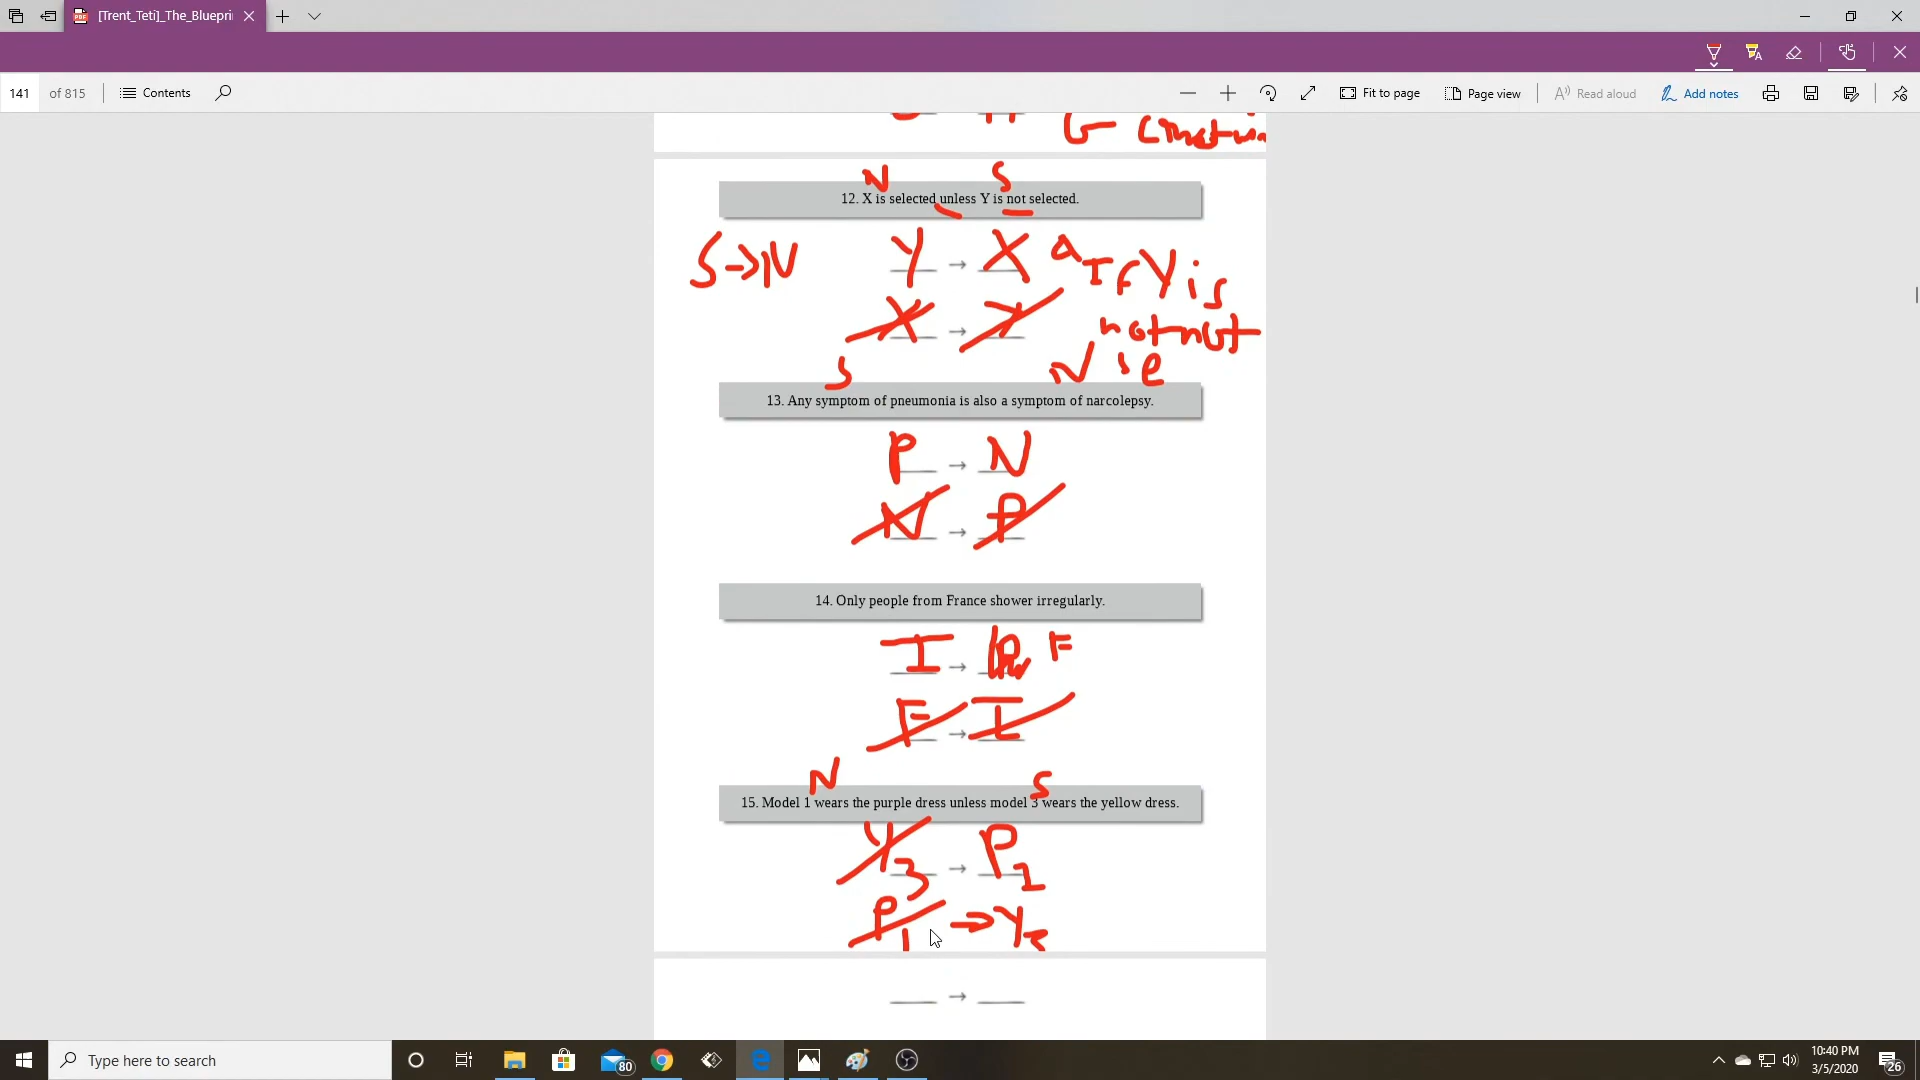 [Trent_Teti]_The_Bluepri
141 of 815 Contents Fit to page Page view Read aloud Add notes
N S
12. X is selected unless Y is not selected.
S→N Y → X If Y is
X → Y not not
S N se
13. Any symptom of pneumonia is also a symptom of narcolepsy.
P → N
N → P
14. Only people from France shower irregularly.
I → F
F → I
N S
15. Model 1 wears the purple dress unless model 3 wears the yellow dress.
Y3 → P1
P1 → Y3
→
Type here to search 80 10:40 PM
3/5/2020 26